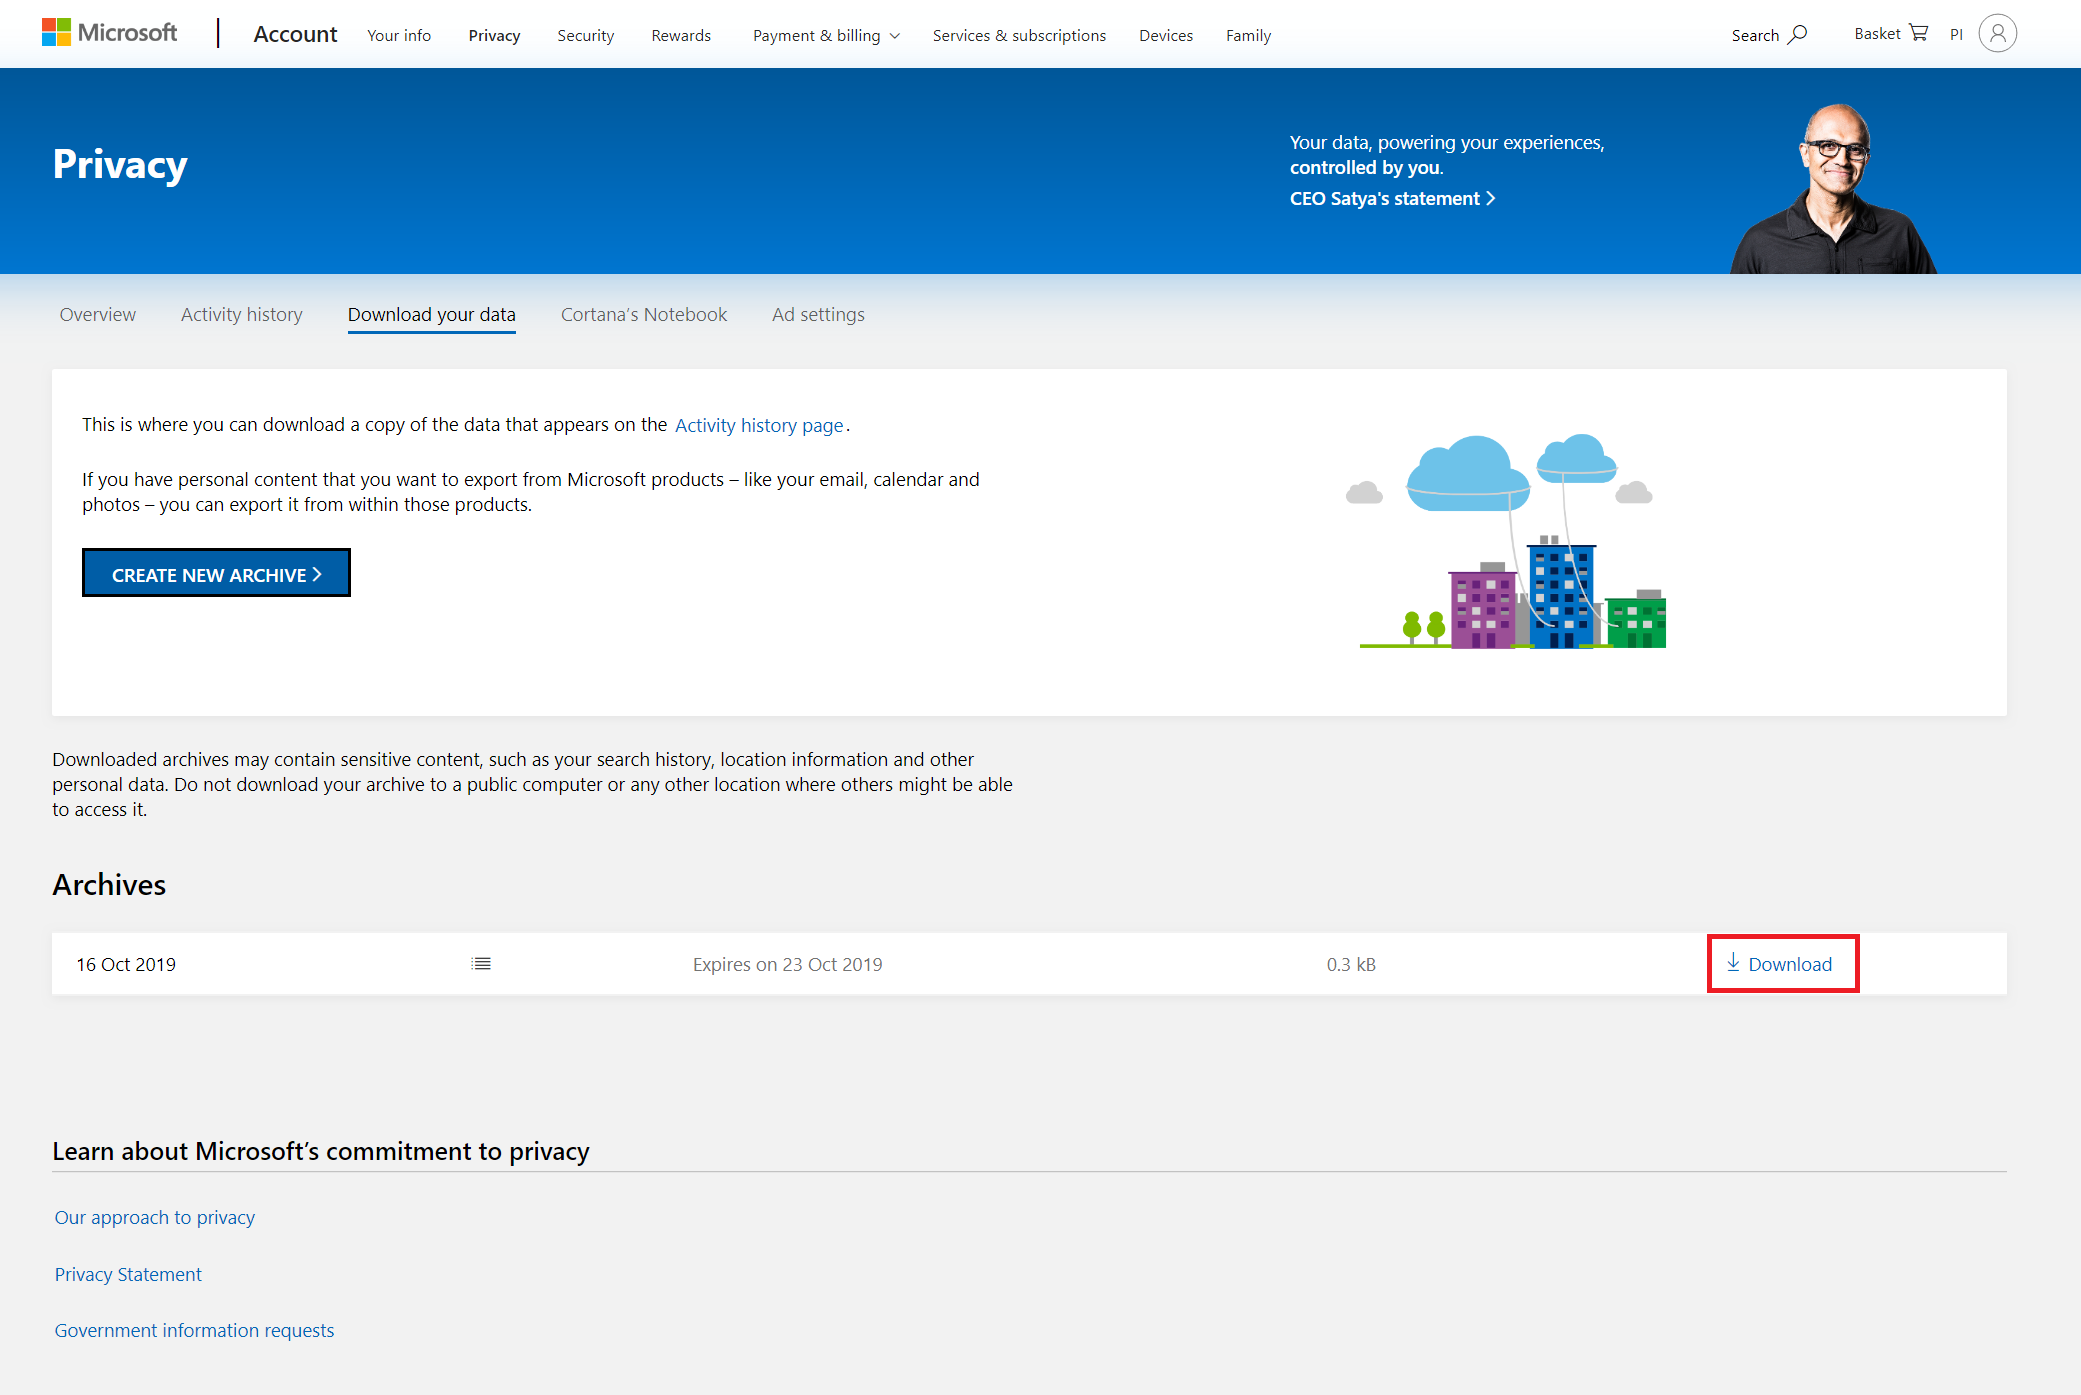 Microsoft
Account
Your info
Privacy
Security
Rewards
Payment & billing
Services & subscriptions
Devices
Family
Search
Basket
PI
Privacy
Your data, powering your experiences,
controlled by you.
CEO Satya's statement
Overview
Activity history
Download your data
Cortana’s Notebook
Ad settings
This is where you can download a copy of the data that appears on the Activity history page.
If you have personal content that you want to export from Microsoft products – like your email, calendar and
photos – you can export it from within those products.
CREATE NEW ARCHIVE
Downloaded archives may contain sensitive content, such as your search history, location information and other
personal data. Do not download your archive to a public computer or any other location where others might be able
to access it.
Archives
16 Oct 2019
Expires on 23 Oct 2019
0.3 kB
Download
Learn about Microsoft’s commitment to privacy
Our approach to privacy
Privacy Statement
Government information requests